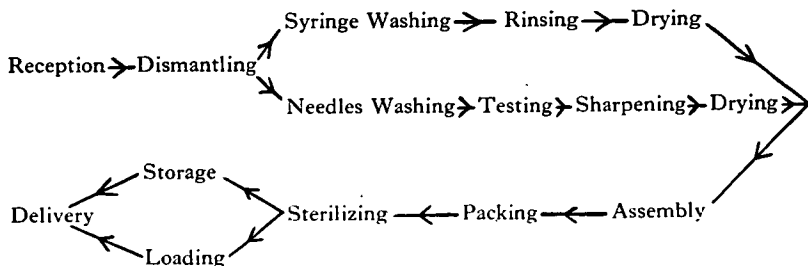 Syringe Washing Rinsing Drying
Reception Dismantling
Needles Washing Testing Sharpening Drying
Storage
Delivery Sterilizing Packing Assembly
Loading